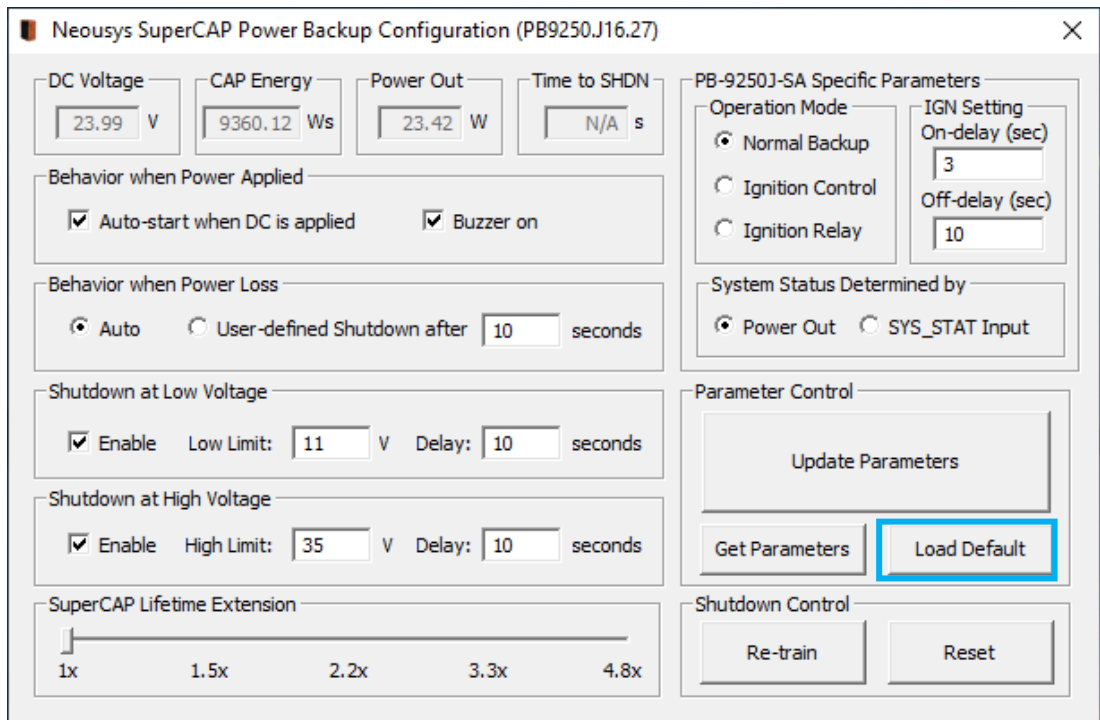 Neousys SuperCAP Power Backup Configuration (PB9250.J16.27)
DC Voltage
23.99 V
CAP Energy
9360.12 Ws
Power Out
23.42 W
Time to SHDN
N/A s
Behavior when Power Applied
Auto-start when DC is applied
Buzzer on
Behavior when Power Loss
Auto
User-defined Shutdown after 10 seconds
Shutdown at Low Voltage
Enable Low Limit: 11 V Delay: 10 seconds
Shutdown at High Voltage
Enable High Limit: 35 V Delay: 10 seconds
SuperCAP Lifetime Extension
1x 1.5x 2.2x 3.3x 4.8x
PB-9250J-SA Specific Parameters
Operation Mode
Normal Backup
Ignition Control
Ignition Relay
IGN Setting
On-delay (sec)
3
Off-delay (sec)
10
System Status Determined by
Power Out SYS_STAT Input
Parameter Control
Update Parameters
Get Parameters
Load Default
Shutdown Control
Re-train
Reset